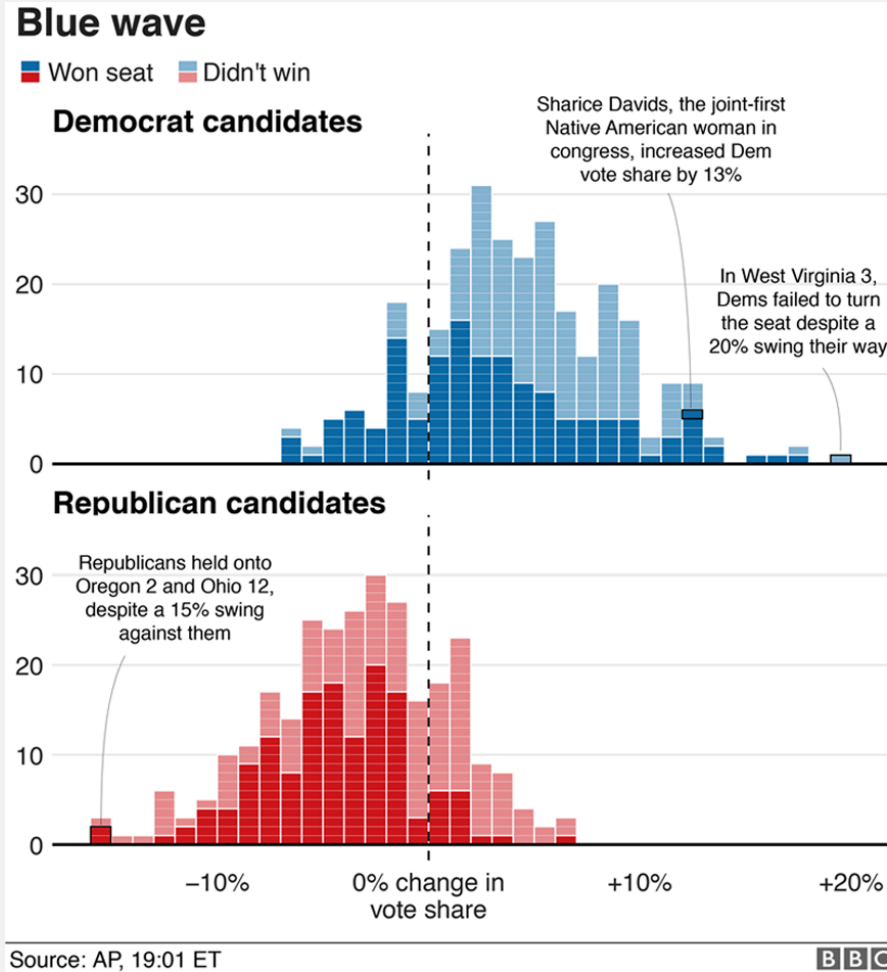 Blue wave
Won seat
Didn't win
Democrat candidates
Sharice Davids, the joint-first
Native American woman in
congress, increased Dem
vote share by 13%
In West Virginia 3,
Dems failed to turn
the seat despite a
20% swing their way
30
20
10
0
Republican candidates
Republicans held onto
Oregon 2 and Ohio 12,
despite a 15% swing
against them
30
20
10
0
−10%
0% change in
vote share
+10%
+20%
Source: AP, 19:01 ET
BBC